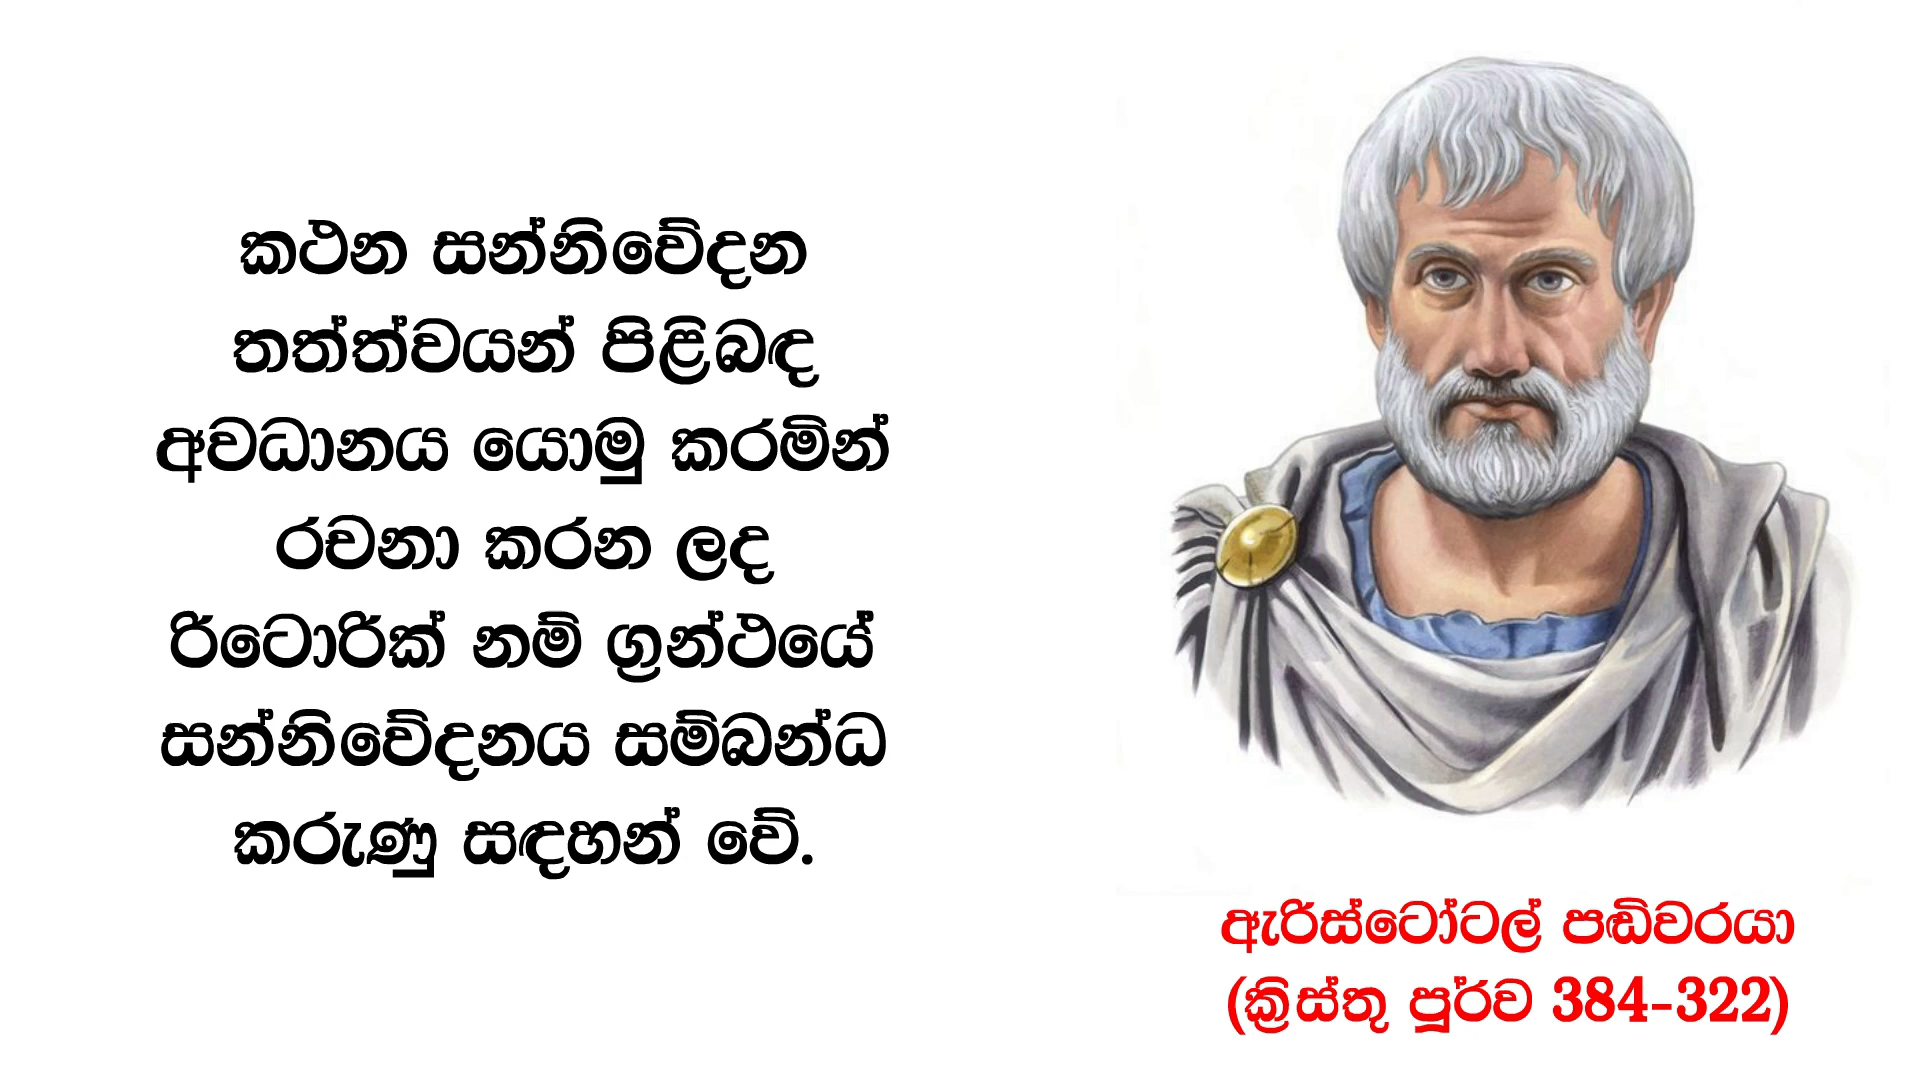 කථන සන්නිවේදන
තත්ත්වයන් පිළිබඳ
අවධානය යොමු කරමින්
රචනා කරන ලද
රිටොරික් නම් ග්‍රන්ථයේ
සන්නිවේදනය සම්බන්ධ
කරුණු සඳහන් වේ.
ඇරිස්ටෝටල් පඬිවරයා
(ක්‍රිස්තු පූර්ව 384-322)